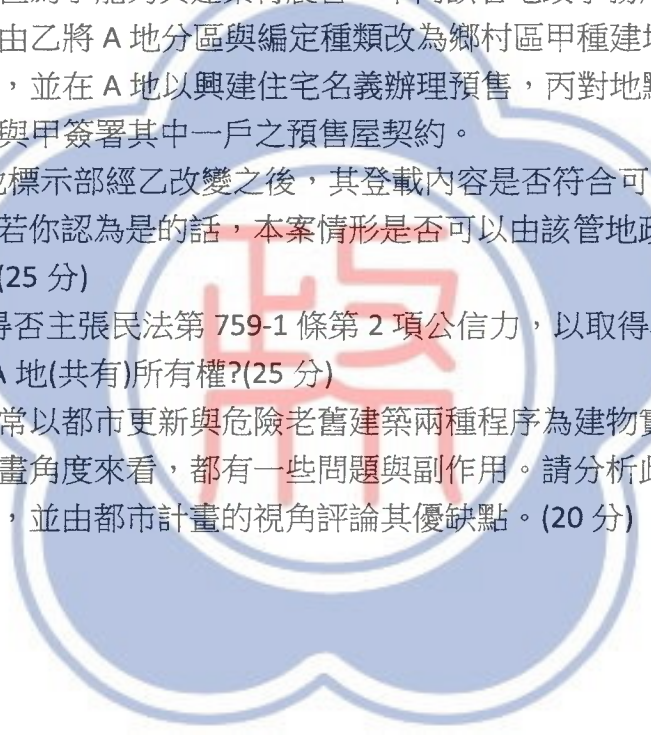 由乙將 A 地分區與編定種類改為鄉村區甲種建
，並在 A 地以興建住宅名義辦理預售，丙對地
與甲簽署其中一戶之預售屋契約。
標示部經乙改變之後，其登載內容是否符合可
若你認為是的話，本案情形是否可以由該管地
(25 分)
得否主張民法第 759-1 條第 2 項公信力，以取得
A 地(共有)所有權?(25 分)
常以都市更新與危險老舊建築兩種程序為建物
畫角度來看，都有一些問題與副作用。請分析
，並由都市計畫的視角評論其優缺點。(20 分)
政大